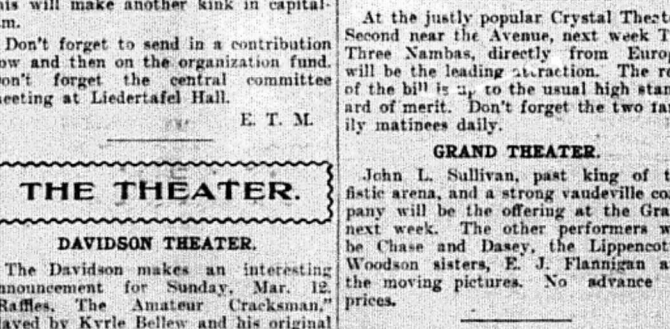 his will make another kink in capital-
m.
Don't forget to send in a contribution
ow and then on the organization fund.
on't forget the central committee
eeting at Liedertafel Hall.
E. T. M.
THE THEATER.
DAVIDSON THEATER.
The Davidson makes an interesting
nnouncement for Sunday, Mar. 12.
Raffles, The Amateur Cracksman,"
layed by Kyrle Bellew and his original
At the justly popular Crystal Theat
Second near the Avenue, next week T
Three Nambas, directly from Europ
will be the leading attraction. The r
of the bill is up to the usual high stan
ard of merit. Don't forget the two fam
ily matinees daily.
GRAND THEATER.
John L. Sullivan, past king of t
fistic arena, and a strong vaudeville co
pany will be the offering at the Gra
next week. The other performers w
be Chase and Dasey, the Lippencot
Woodson sisters, E. J. Flannigan a
the moving pictures. No advance
prices.